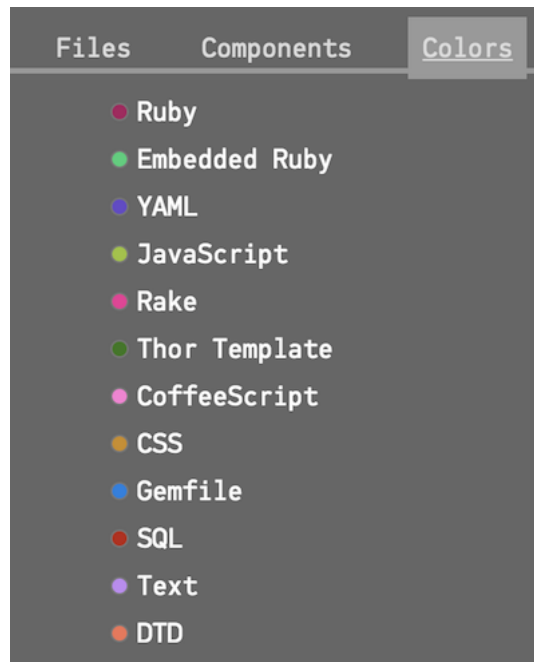 Files Components Colors
Ruby
Embedded Ruby
YAML
JavaScript
Rake
Thor Template
CoffeeScript
CSS
Gemfile
SQL
Text
DTD